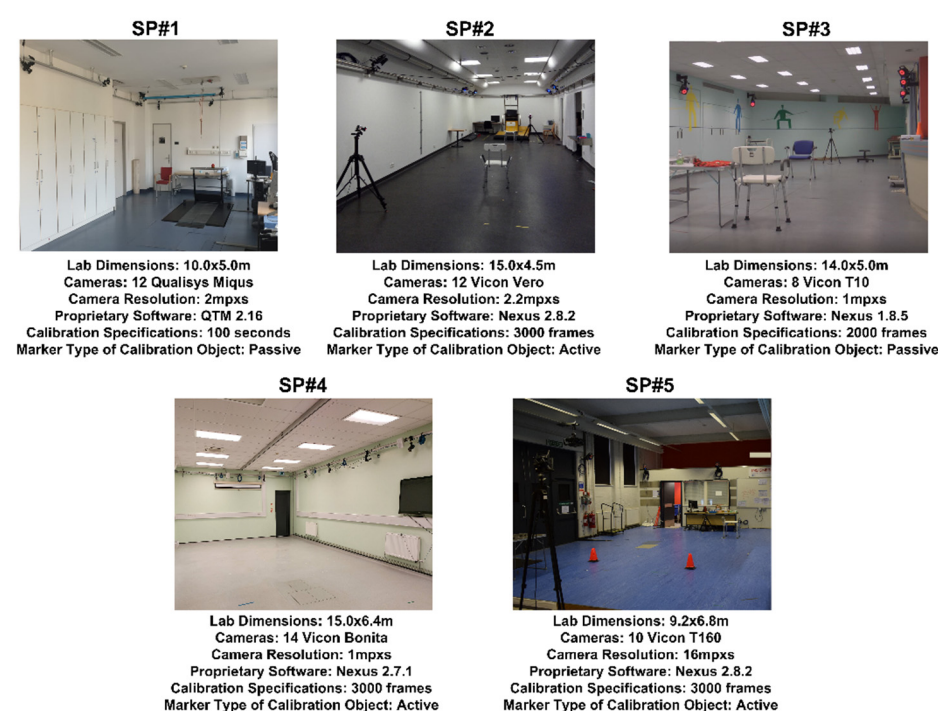 SP#1
Lab Dimensions: 10.0x5.0m
Cameras: 12 Qualisys Miqus
Camera Resolution: 2mpxs
Proprietary Software: QTM 2.16
Calibration Specifications: 100 seconds
Marker Type of Calibration Object: Passive
SP#2
Lab Dimensions: 15.0x4.5m
Cameras: 12 Vicon Vero
Camera Resolution: 2.2mpxs
Proprietary Software: Nexus 2.8.2
Calibration Specifications: 3000 frames
Marker Type of Calibration Object: Active
SP#3
Lab Dimensions: 14.0x5.0m
Cameras: 8 Vicon T10
Camera Resolution: 1mpxs
Proprietary Software: Nexus 1.8.5
Calibration Specifications: 2000 frames
Marker Type of Calibration Object: Passive
SP#4
Lab Dimensions: 15.0x6.4m
Cameras: 14 Vicon Bonita
Camera Resolution: 1mpxs
Proprietary Software: Nexus 2.7.1
Calibration Specifications: 3000 frames
Marker Type of Calibration Object: Active
SP#5
Lab Dimensions: 9.2x6.8m
Cameras: 10 Vicon T160
Camera Resolution: 16mpxs
Proprietary Software: Nexus 2.8.2
Calibration Specifications: 3000 frames
Marker Type of Calibration Object: Active